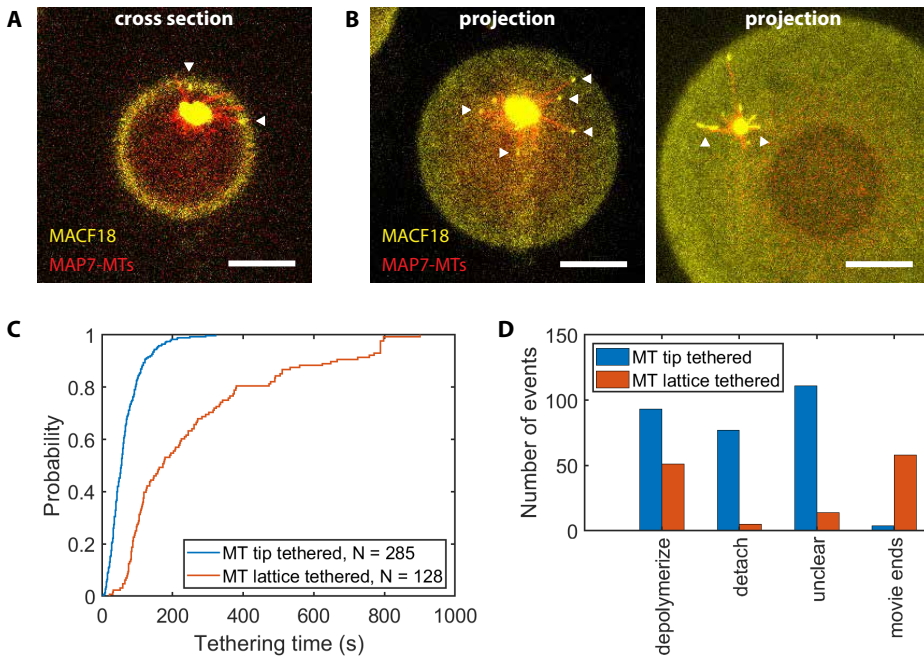 A
cross section
MACF18
MAP7-MTs
B
projection
projection
MACF18
MAP7-MTs
C
1
0.8
0.6
0.4
0.2
0
0
200
400
600
800
1000
Probability
Tethering time (s)
MT tip tethered, N = 285
MT lattice tethered, N = 128
D
150
100
50
0
Number of events
MT tip tethered
MT lattice tethered
depolymerize
detach
unclear
movie ends